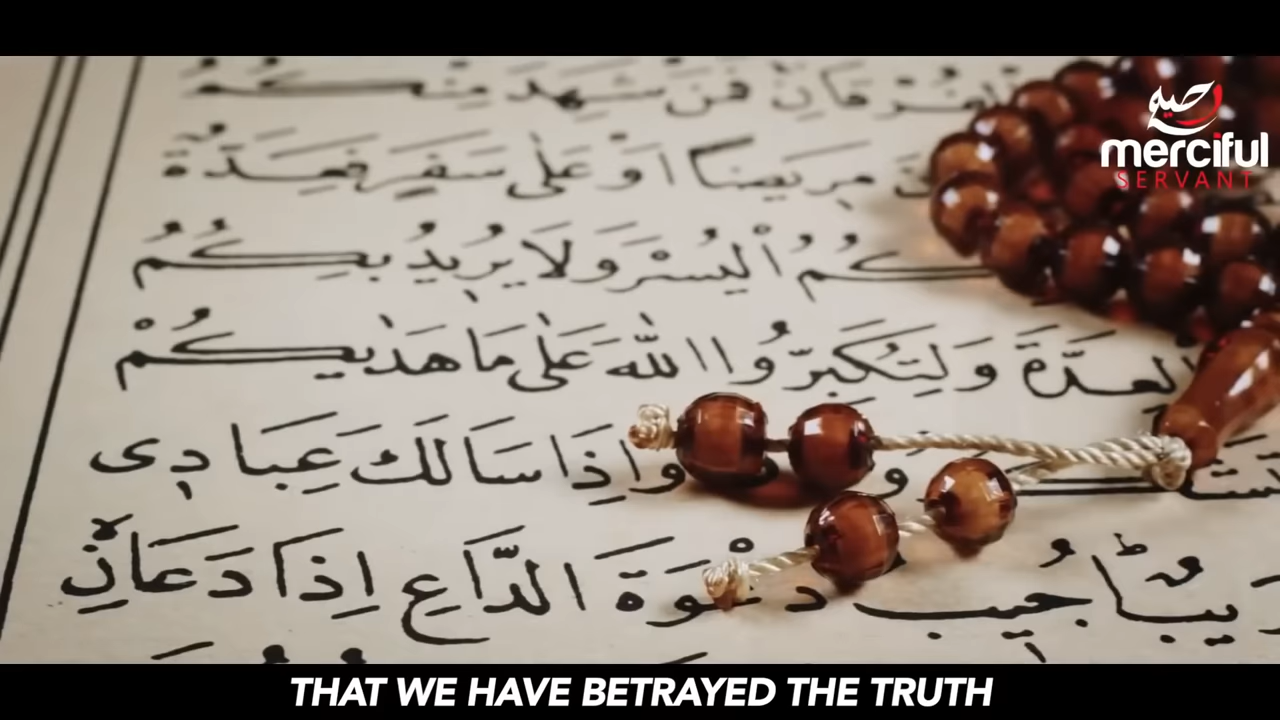 فَمَنْ شَهِدَ مِنْكُمُ
مَرِيضًا اَوْ عَلٰى سَفَرٍ فَعِدَّةٌ
كُمُ الْيُسْرَ وَلَا يُرِيدُ بِكُمُ
الْعِدَّةَ وَلِتُكَبِّرُوا اللّٰهَ عَلٰى مَا هَدٰيكُمْ
وَاِذَا سَاَلَكَ عِبَادِى
اُجِيبُ دَعْوَةَ الدَّاعِ اِذَا دَعَانِ
merciful
SERVANT
THAT WE HAVE BETRAYED THE TRUTH